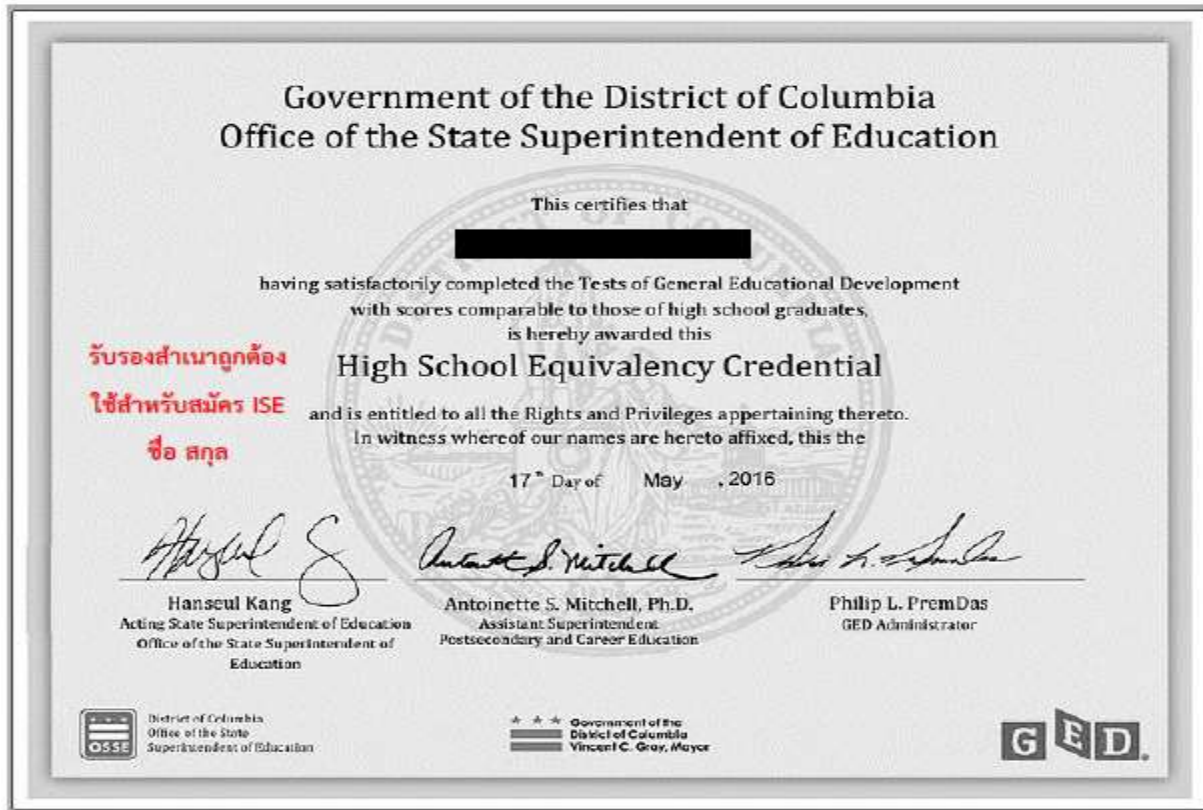 Government of the District of Columbia
Office of the State Superintendent of Education
This certifies that
having satisfactorily completed the Tests of General Educational Development
with scores comparable to those of high school graduates,
is hereby awarded this
High School Equivalency Credential
and is entitled to all the Rights and Privileges appertaining thereto.
In witness whereof our names are hereto affixed, this the
17th Day of May , 2016
รับรองสำเนาถูกต้อง
ใช้สำหรับสมัคร ISE
ชื่อ สกุล
Hanseul Kang
Acting State Superintendent of Education
Office of the State Superintendent of
Education
Antoinette S. Mitchell
Antoinette S. Mitchell, Ph.D.
Assistant Superintendent
Postsecondary and Career Education
Philip L. PremDas
GED Administrator
OSSE
District of Columbia
Office of the State
Superintendent of Education
Government of the
District of Columbia
Vincent C. Gray, Mayor
GED
DISTRICT OF COLUMBIA